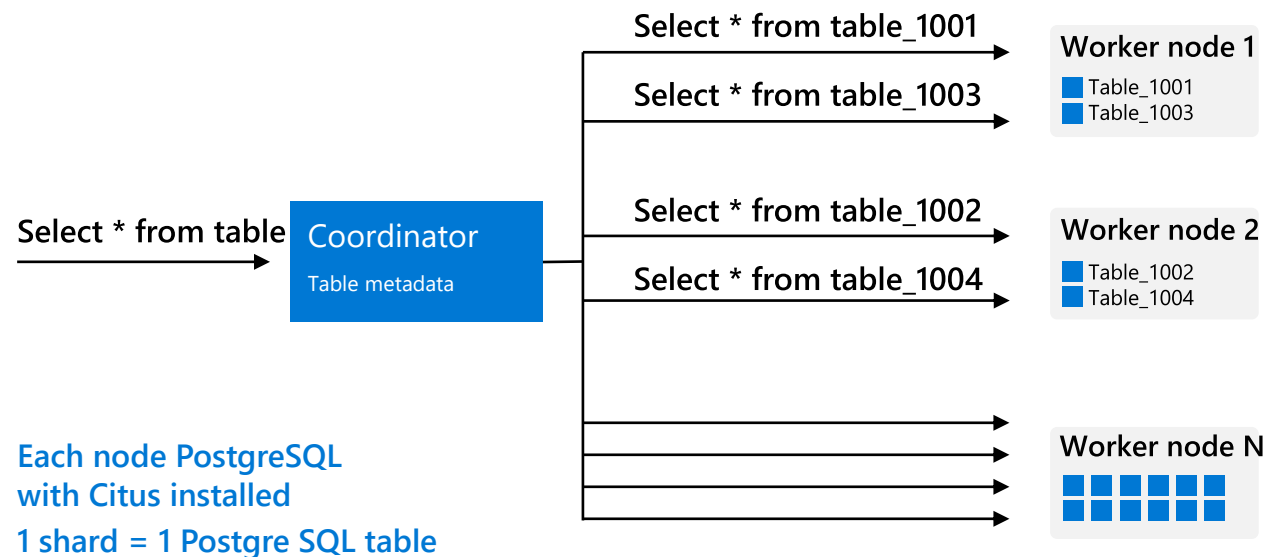 Select * from table_1001
Worker node 1
Table_1001
Select * from table_1003
Table_1003
Select * from table
Coordinator
Table metadata
Select * from table_1002
Worker node 2
Table_1002
Select * from table_1004
Table_1004
Worker node N
Each node PostgreSQL
with Citus installed
1 shard = 1 Postgre SQL table